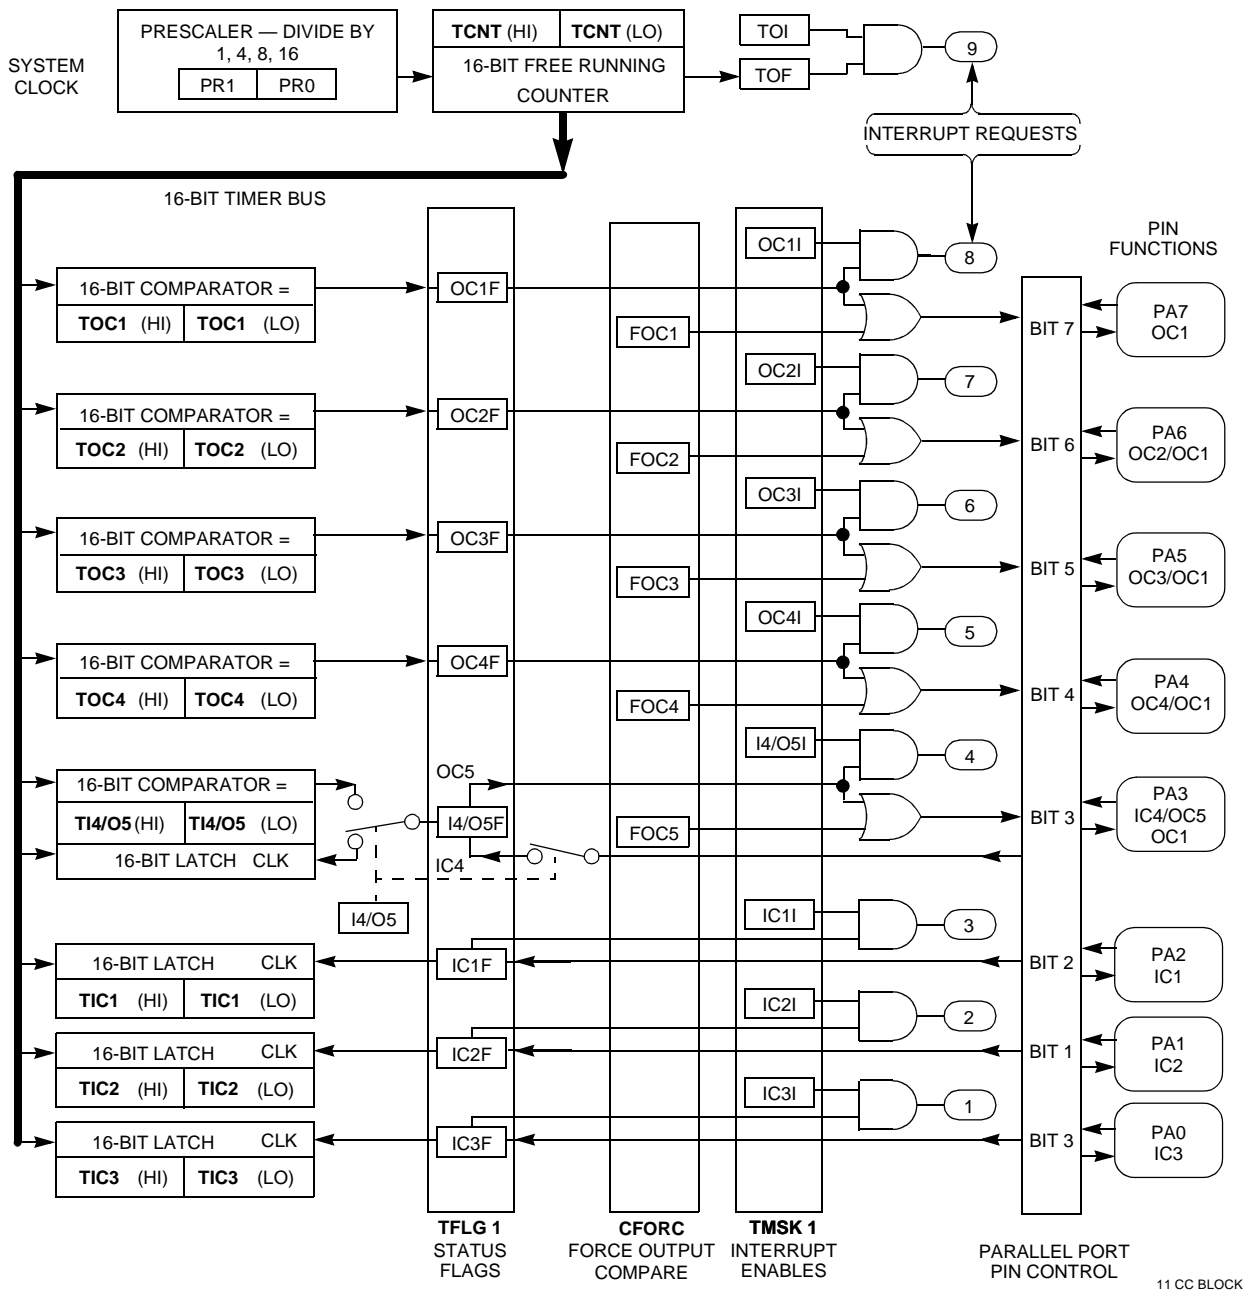 SYSTEM
CLOCK
PRESCALER — DIVIDE BY
1, 4, 8, 16
PR1 PR0
TCNT (HI) TCNT (LO)
16-BIT FREE RUNNING
COUNTER
TOI
TOF
9
INTERRUPT REQUESTS
16-BIT TIMER BUS
PIN
FUNCTIONS
OC1I
8
16-BIT COMPARATOR =
TOC1 (HI) TOC1 (LO)
OC1F
FOC1
BIT 7
PA7
OC1
OC2I
7
16-BIT COMPARATOR =
TOC2 (HI) TOC2 (LO)
OC2F
FOC2
BIT 6
PA6
OC2/OC1
OC3I
6
16-BIT COMPARATOR =
TOC3 (HI) TOC3 (LO)
OC3F
FOC3
BIT 5
PA5
OC3/OC1
OC4I
5
16-BIT COMPARATOR =
TOC4 (HI) TOC4 (LO)
OC4F
FOC4
BIT 4
PA4
OC4/OC1
I4/O5I
4
16-BIT COMPARATOR =
TI4/O5 (HI) TI4/O5 (LO)
16-BIT LATCH CLK
OC5
I4/O5F
IC4
FOC5
BIT 3
PA3
IC4/OC5
OC1
I4/O5
IC1I
3
16-BIT LATCH CLK
TIC1 (HI) TIC1 (LO)
IC1F
BIT 2
PA2
IC1
IC2I
2
16-BIT LATCH CLK
TIC2 (HI) TIC2 (LO)
IC2F
BIT 1
PA1
IC2
IC3I
1
16-BIT LATCH CLK
TIC3 (HI) TIC3 (LO)
IC3F
BIT 3
PA0
IC3
TFLG 1
STATUS
FLAGS
CFORC
FORCE OUTPUT
COMPARE
TMSK 1
INTERRUPT
ENABLES
PARALLEL PORT
PIN CONTROL
11 CC BLOCK